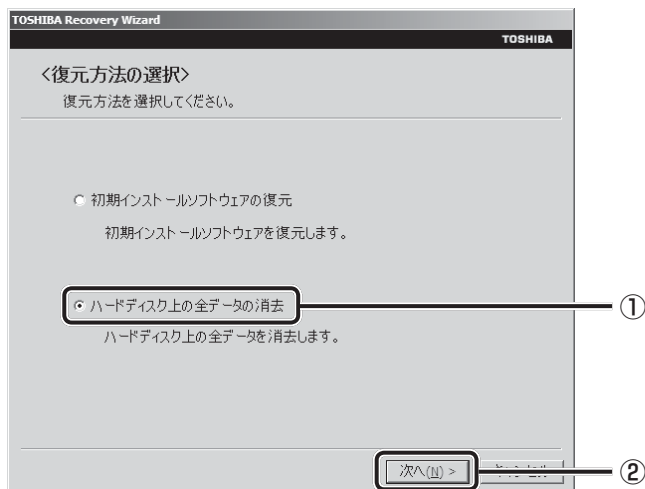 TOSHIBA Recovery Wizard
TOSHIBA
<復元方法の選択>
復元方法を選択してください。
初期インストールソフトウェアの復元
初期インストールソフトウェアを復元します。
ハードディスク上の全データの消去
①
ハードディスク上の全データを消去します。
次へ(N) >
②